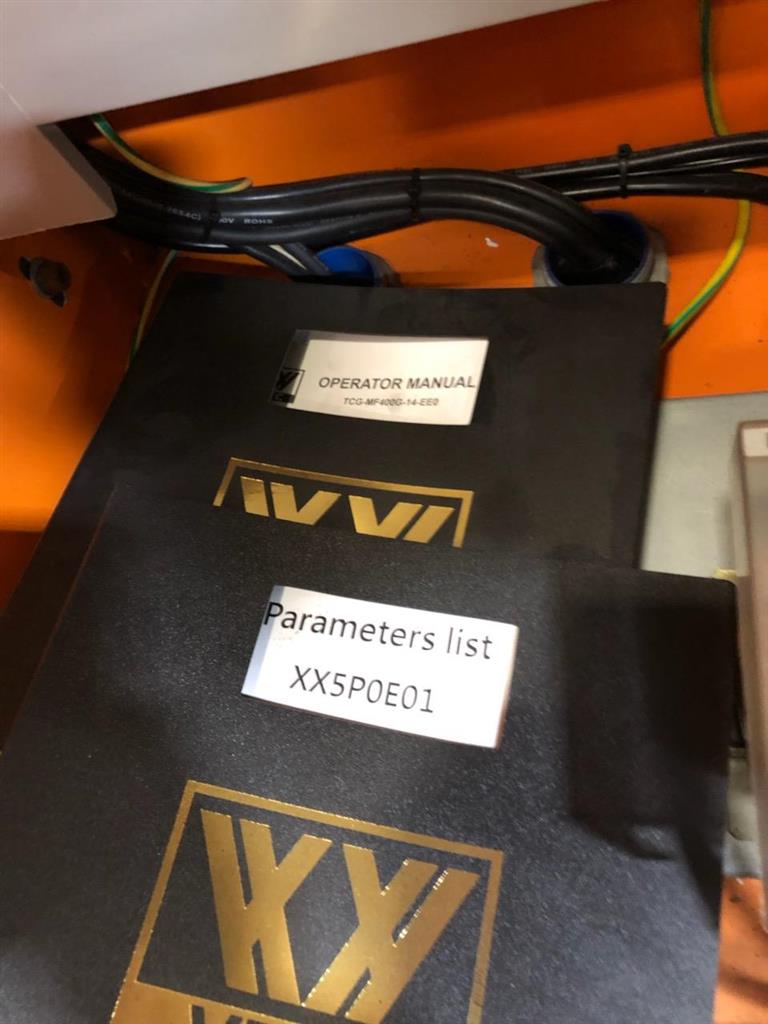 OPERATOR MANUAL
TCG-MF400G-14-EE0
Parameters list
XX5P0E01